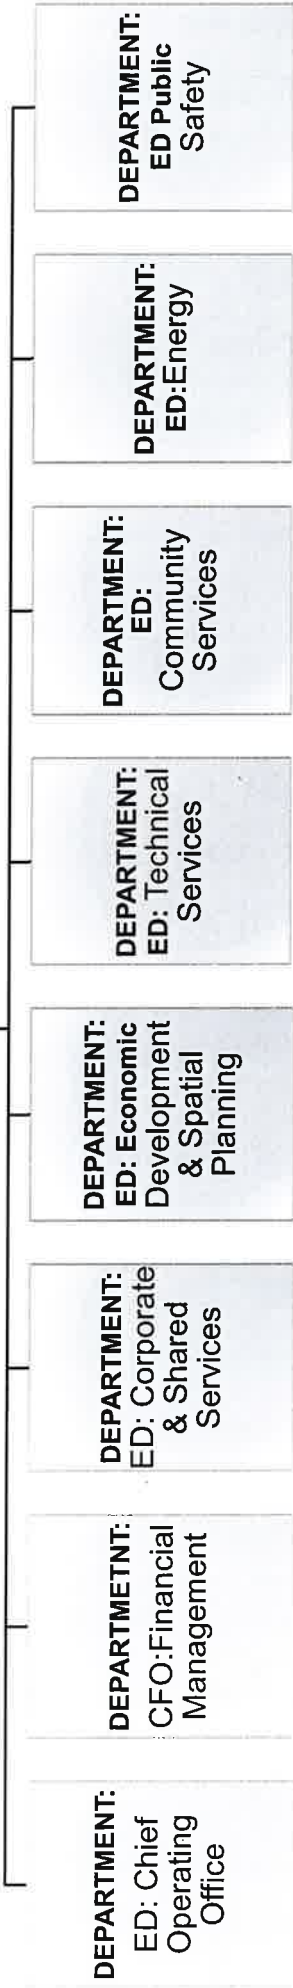 DEPARTMENT:
ED: Chief
Operating
Office
DEPARTMETNT:
CFO:Financial
Management
DEPARTMENT:
ED: Corporate
& Shared
Services
DEPARTMENT:
ED: Economic
Development
& Spatial
Planning
DEPARTMENT:
ED: Technical
Services
DEPARTMENT:
ED:
Community
Services
DEPARTMENT:
ED:Energy
DEPARTMENT:
ED Public
Safety